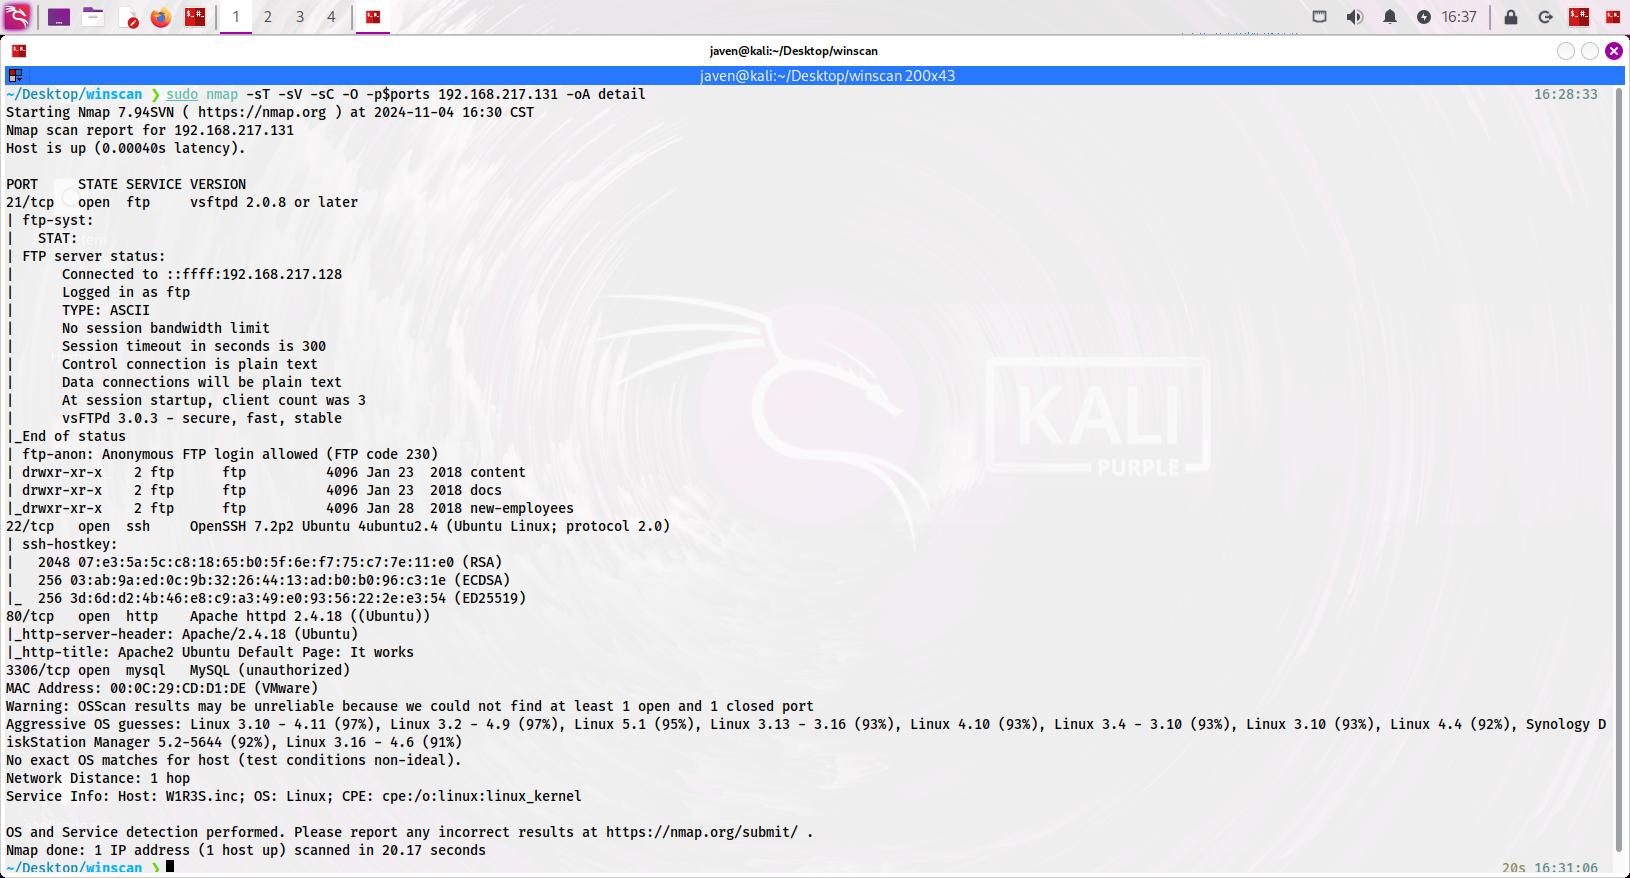 1 2 3 4 16:37
javen@kali:~/Desktop/winscan
javen@kali:~/Desktop/winscan 200x43
~/Desktop/winscan ❯ sudo nmap -sT -sV -sC -O -p$ports 192.168.217.131 -oA detail 16:28:33
Starting Nmap 7.94SVN ( https://nmap.org ) at 2024-11-04 16:30 CST
Nmap scan report for 192.168.217.131
Host is up (0.00040s latency).
PORT     STATE SERVICE VERSION
21/tcp   open  ftp     vsftpd 2.0.8 or later
| ftp-syst:
|   STAT:
| FTP server status:
|      Connected to ::ffff:192.168.217.128
|      Logged in as ftp
|      TYPE: ASCII
|      No session bandwidth limit
|      Session timeout in seconds is 300
|      Control connection is plain text
|      Data connections will be plain text
|      At session startup, client count was 3
|      vsFTPd 3.0.3 - secure, fast, stable
|_End of status
| ftp-anon: Anonymous FTP login allowed (FTP code 230)
| drwxr-xr-x    2 ftp      ftp          4096 Jan 23  2018 content
| drwxr-xr-x    2 ftp      ftp          4096 Jan 23  2018 docs
|_drwxr-xr-x    2 ftp      ftp          4096 Jan 28  2018 new-employees
22/tcp   open  ssh     OpenSSH 7.2p2 Ubuntu 4ubuntu2.4 (Ubuntu Linux; protocol 2.0)
| ssh-hostkey:
|   2048 07:e3:5a:5c:c8:18:65:b0:5f:6e:f7:75:c7:7e:11:e0 (RSA)
|   256 03:ab:9a:ed:0c:9b:32:26:44:13:ad:b0:b0:96:c3:1e (ECDSA)
|_  256 3d:6d:d2:4b:46:e8:c9:a3:49:e0:93:56:22:2e:e3:54 (ED25519)
80/tcp   open  http    Apache httpd 2.4.18 ((Ubuntu))
|_http-server-header: Apache/2.4.18 (Ubuntu)
|_http-title: Apache2 Ubuntu Default Page: It works
3306/tcp open  mysql   MySQL (unauthorized)
MAC Address: 00:0C:29:CD:D1:DE (VMware)
Warning: OSScan results may be unreliable because we could not find at least 1 open and 1 closed port
Aggressive OS guesses: Linux 3.10 - 4.11 (97%), Linux 3.2 - 4.9 (97%), Linux 5.1 (95%), Linux 3.13 - 3.16 (93%), Linux 4.10 (93%), Linux 3.4 - 3.10 (93%), Linux 3.10 (93%), Linux 4.4 (92%), Synology D
iskStation Manager 5.2-5644 (92%), Linux 3.16 - 4.6 (91%)
No exact OS matches for host (test conditions non-ideal).
Network Distance: 1 hop
Service Info: Host: W1R3S.inc; OS: Linux; CPE: cpe:/o:linux:linux_kernel
OS and Service detection performed. Please report any incorrect results at https://nmap.org/submit/ .
Nmap done: 1 IP address (1 host up) scanned in 20.17 seconds
~/Desktop/winscan ❯ 20s 16:31:06
KALI
PURPLE